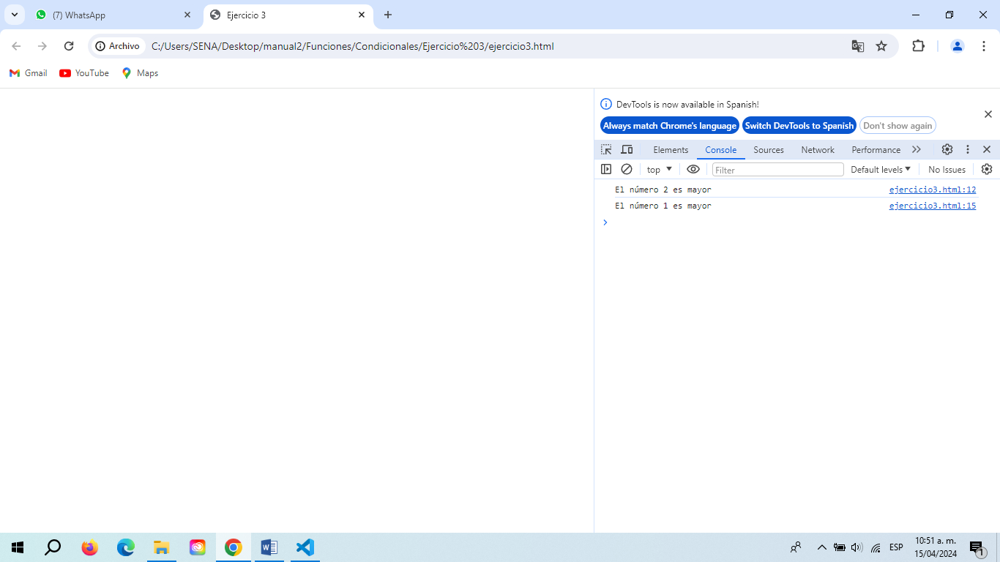 (7) WhatsApp
Ejercicio 3
Archivo
C:/Users/SENA/Desktop/manual2/Funciones/Condicionales/Ejercicio%203/ejercicio3.html
Gmail YouTube Maps
DevTools is now available in Spanish!
Always match Chrome's language Switch DevTools to Spanish Don't show again
Elements Console Sources Network Performance
top Filter Default levels No Issues
El número 2 es mayor ejercicio3.html:12
El número 1 es mayor ejercicio3.html:15
ESP
10:51 a. m.
15/04/2024
1